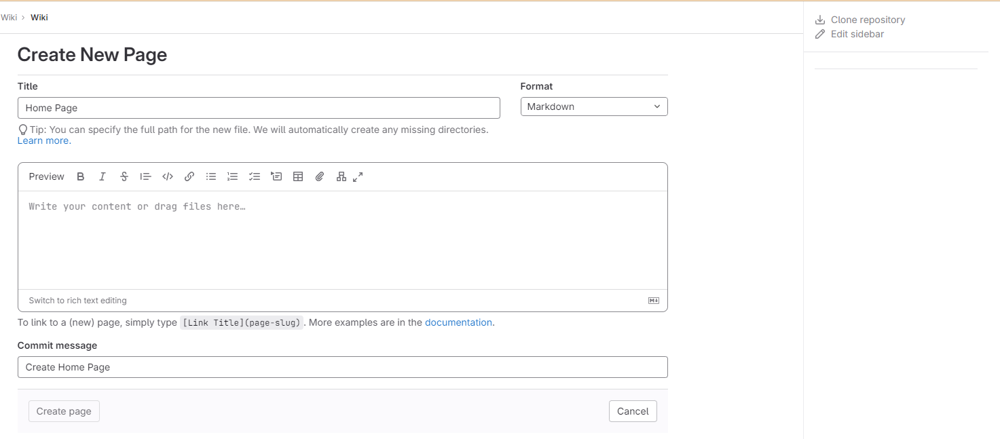 Wiki › Wiki
Clone repository
Edit sidebar
Create New Page
Title
Format
Home Page
Markdown
Tip: You can specify the full path for the new file. We will automatically create any missing directories.
Learn more.
Preview
Write your content or drag files here…
Switch to rich text editing
To link to a (new) page, simply type [Link Title](page-slug). More examples are in the documentation.
Commit message
Create Home Page
Create page
Cancel